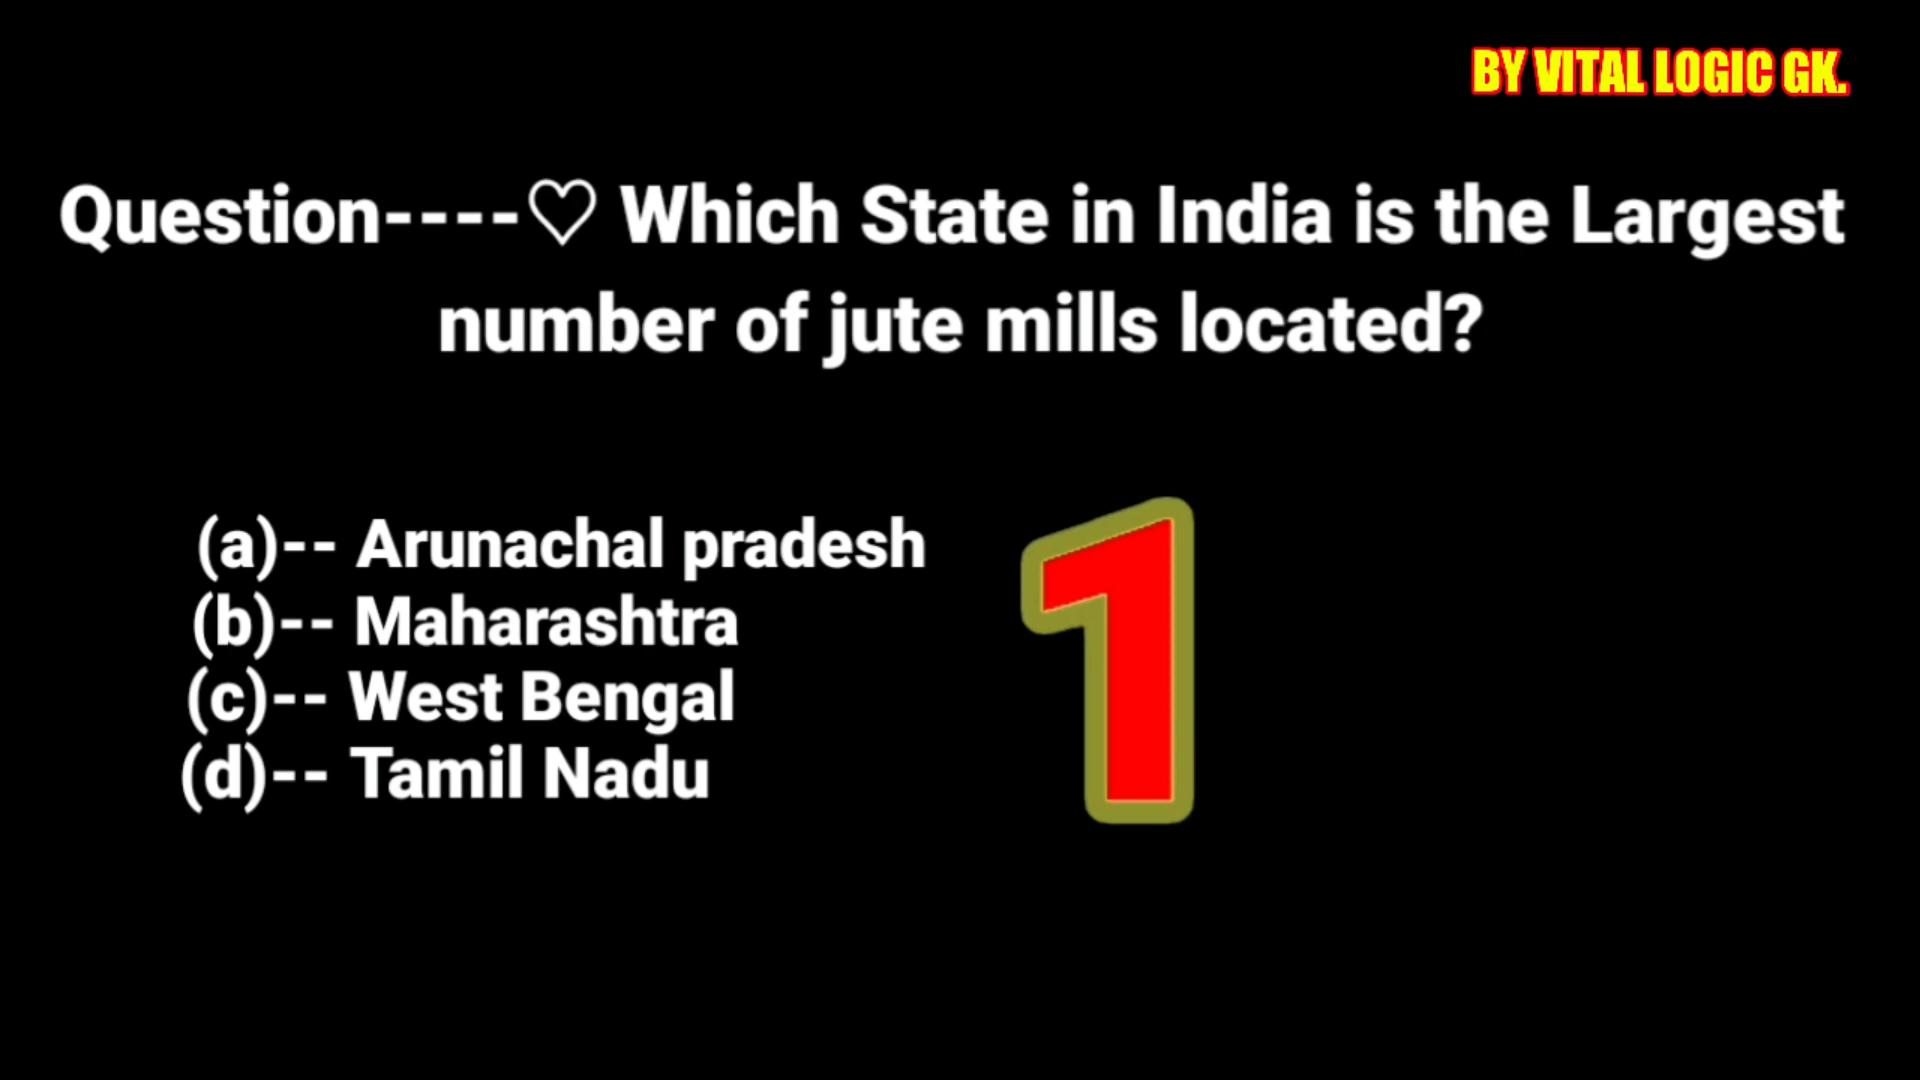 BY VITAL LOGIC GK.
Question----♡ Which State in India is the Largest
number of jute mills located?
(a)-- Arunachal pradesh
(b)-- Maharashtra
(c)-- West Bengal
(d)-- Tamil Nadu
1